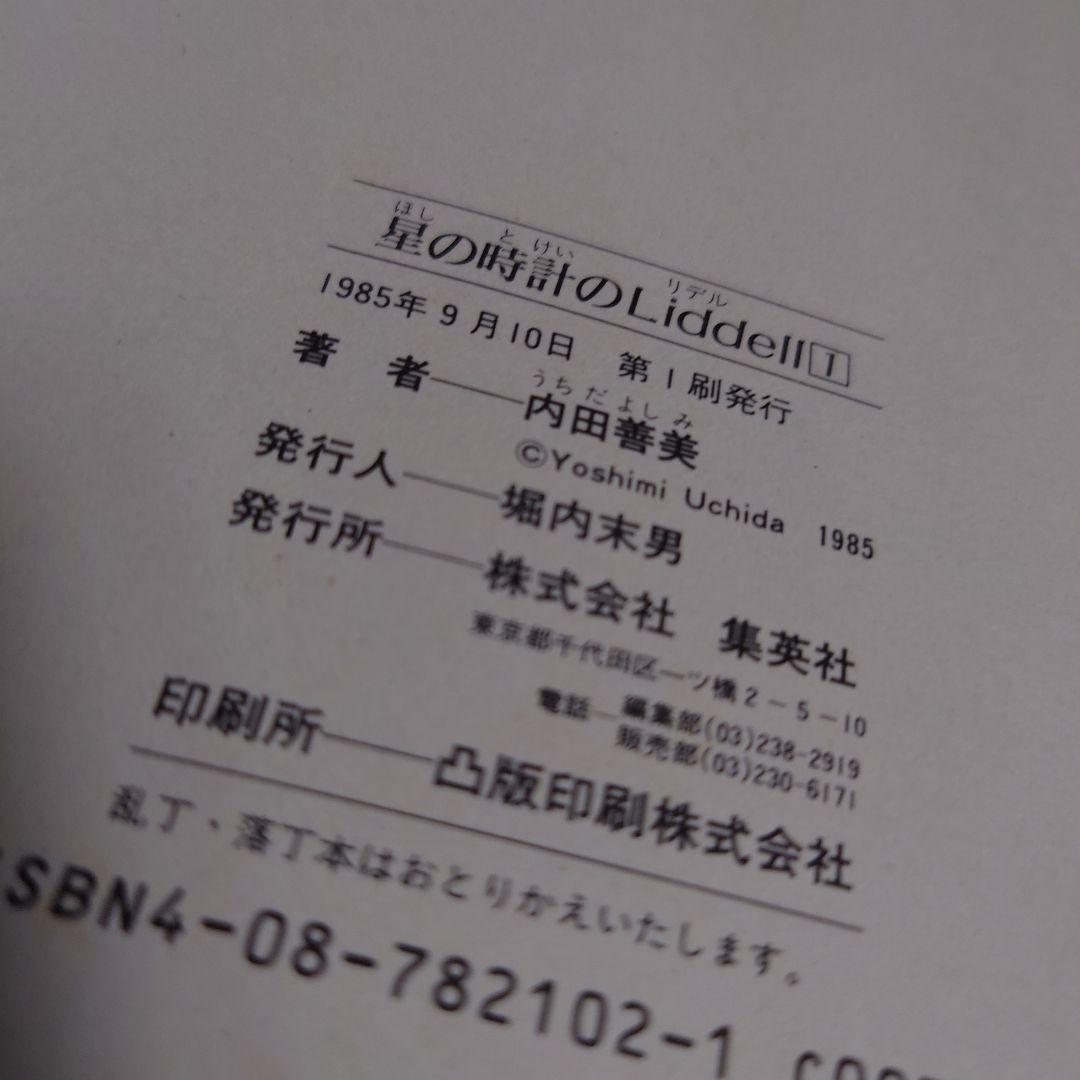 ほし とけい リデル
星の時計のLiddell 1
1985年9月10日 第1刷発行
うちだよしみ
著 者——内田善美
©Yoshimi Uchida 1985
発行人——堀内末男
発行所——株式会社 集英社
東京都千代田区一ツ橋2-5-10
電話—編集部(03)238-2919
販売部(03)230-6171
印刷所——凸版印刷株式会社
乱丁・落丁本はおとりかえいたします。
ISBN4-08-782102-1